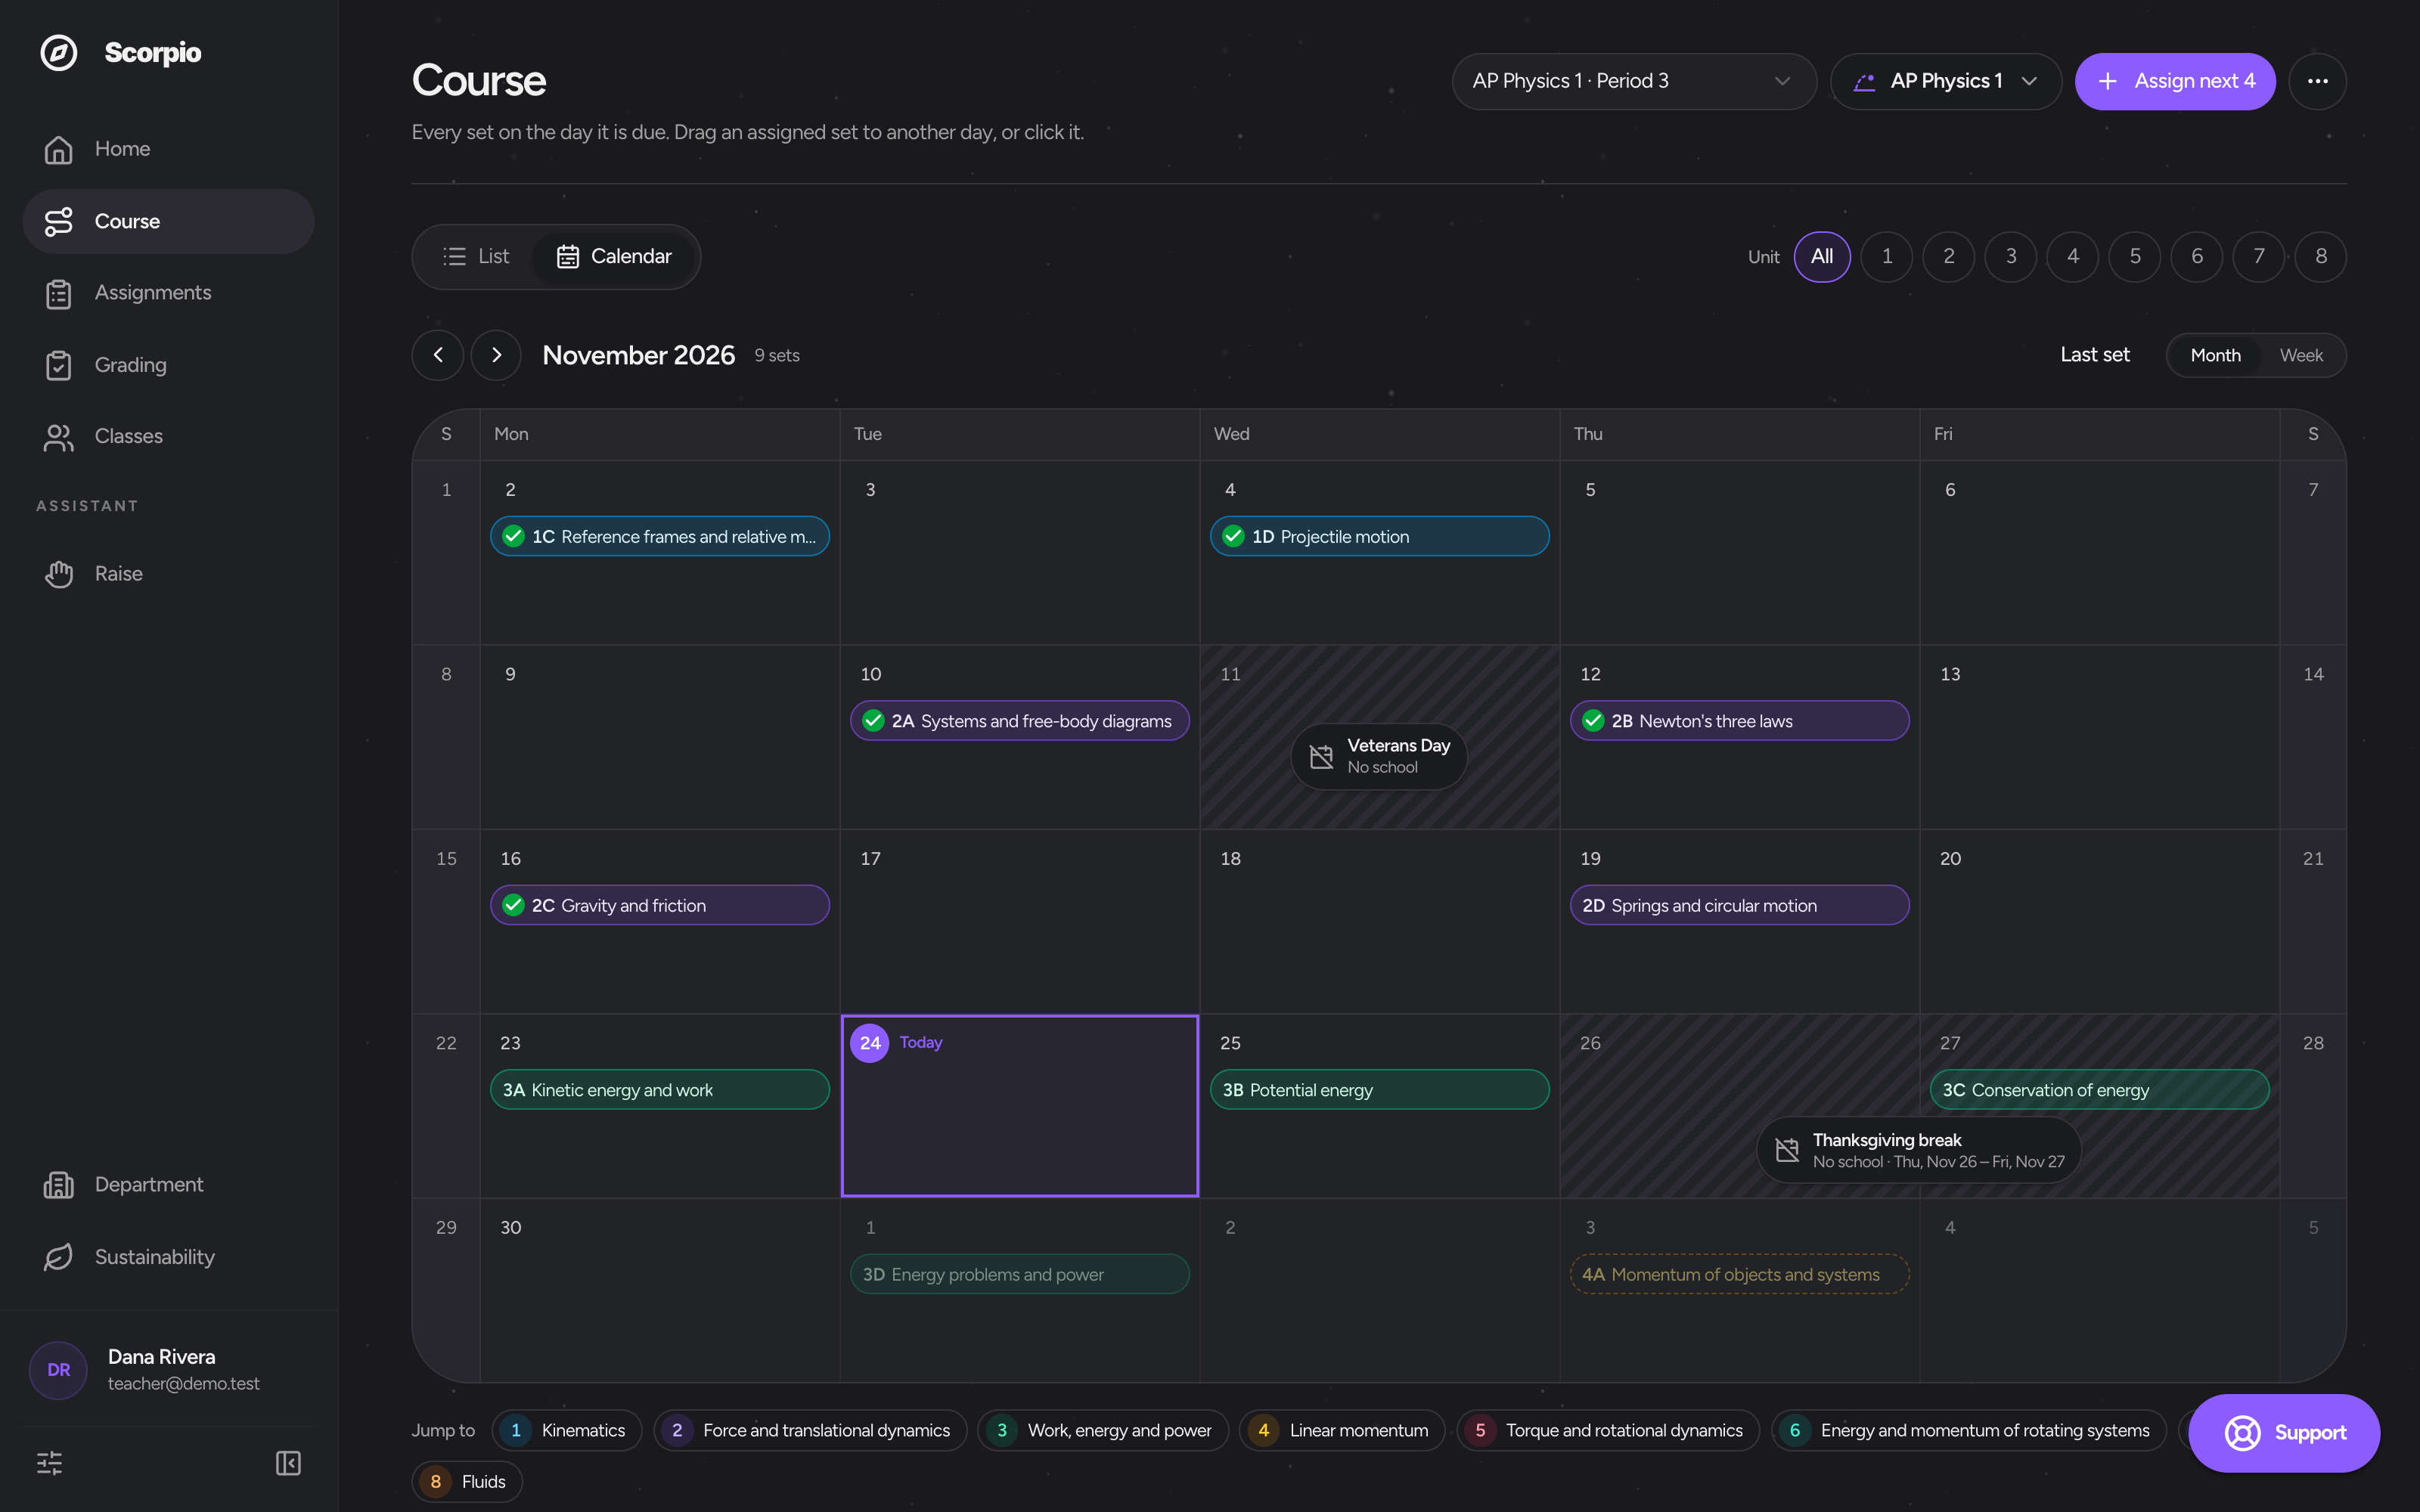 Scorpio
Home
Course
Assignments
Grading
Classes
ASSISTANT
Raise
Department
Sustainability
DR
Dana Rivera
teacher@demo.test
Course
Every set on the day it is due. Drag an assigned set to another day, or click it.
AP Physics 1 · Period 3
AP Physics 1
Assign next 4
List
Calendar
Unit All 1 2 3 4 5 6 7 8
November 2026 9 sets
Last set
Month
Week
S Mon Tue Wed Thu Fri S
1 2 3 4 5 6 7
1C Reference frames and relative m...
1D Projectile motion
8 9 10 11 12 13 14
2A Systems and free-body diagrams
Veterans Day
No school
2B Newton's three laws
15 16 17 18 19 20 21
2C Gravity and friction
2D Springs and circular motion
22 23 24 Today 25 26 27 28
3A Kinetic energy and work
3B Potential energy
3C Conservation of energy
Thanksgiving break
No school · Thu, Nov 26 – Fri, Nov 27
29 30 1 2 3 4 5
3D Energy problems and power
4A Momentum of objects and systems
Jump to
1 Kinematics
2 Force and translational dynamics
3 Work, energy and power
4 Linear momentum
5 Torque and rotational dynamics
6 Energy and momentum of rotating systems
8 Fluids
Support